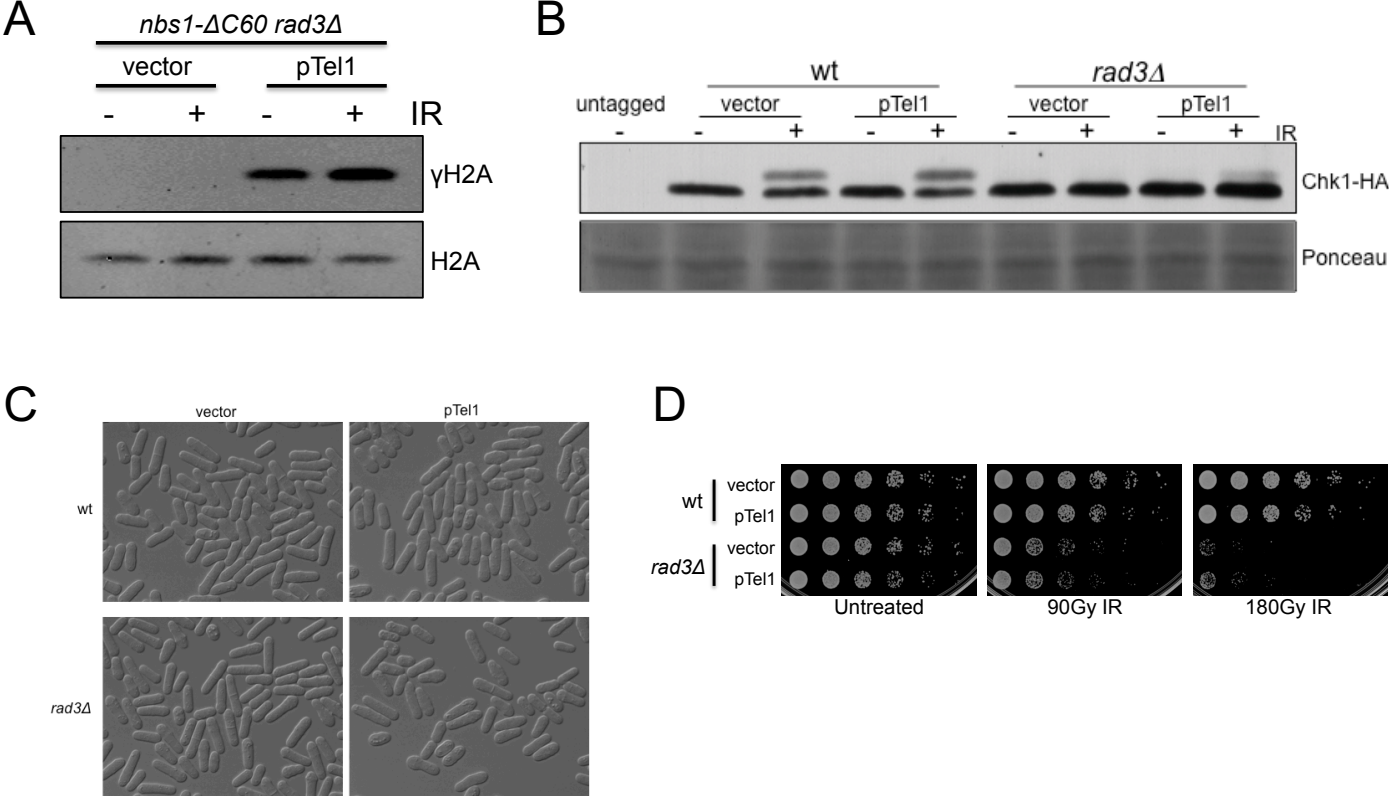 A
nbs1-ΔC60 rad3Δ
vector pTel1
- + - + IR
γH2A
H2A
B
wt rad3Δ
untagged vector pTel1 vector pTel1
- - + - + - + - + IR
Chk1-HA
Ponceau
C
vector pTel1
wt
rad3Δ
D
wt vector
pTel1
rad3Δ vector
pTel1
Untreated 90Gy IR 180Gy IR